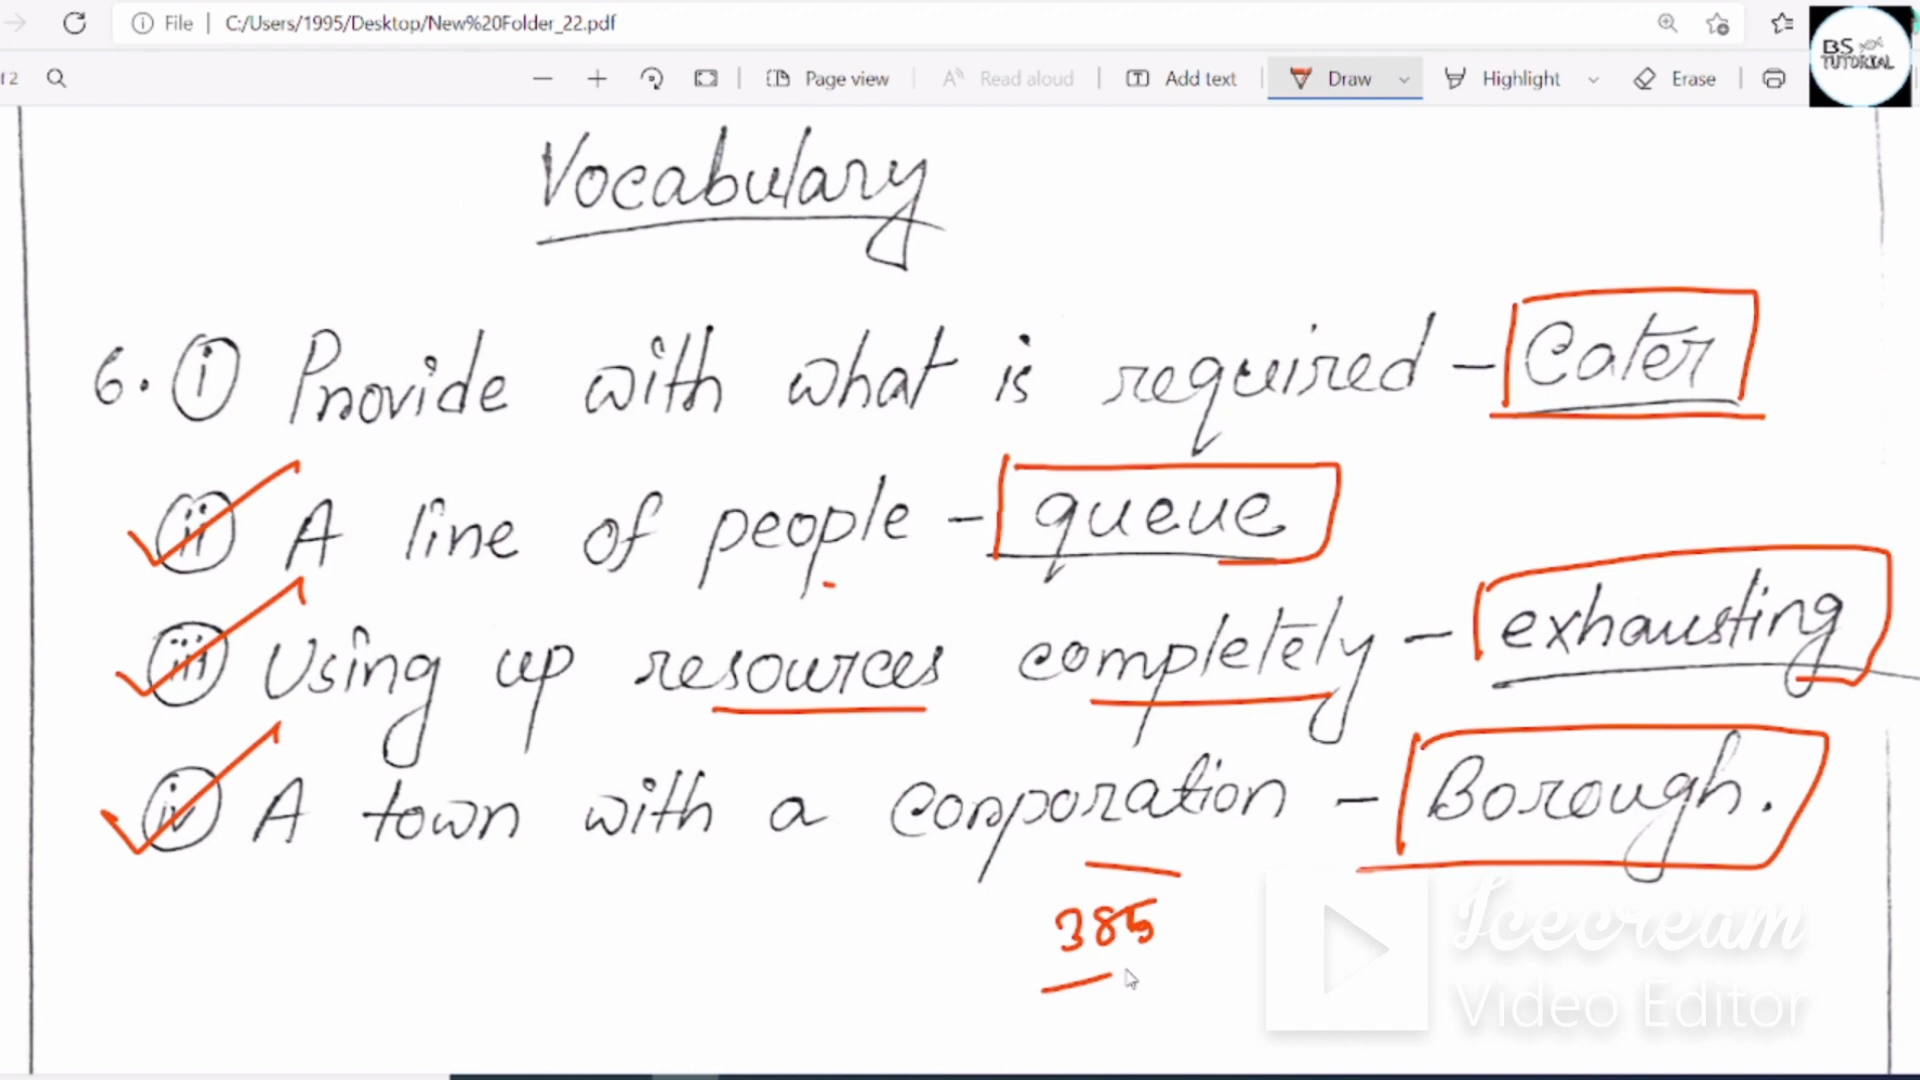 File | C:/Users/1995/Desktop/New%20Folder_22.pdf
f 2 Page view Read aloud Add text Draw Highlight Erase
BS TUTORIAL
Vocabulary
6. i Provide with what is required - Cater
ii A line of people - queue
iii Using up resources completely - exhausting
iv A town with a corporation - Borough.
385
Icecream
Video Editor